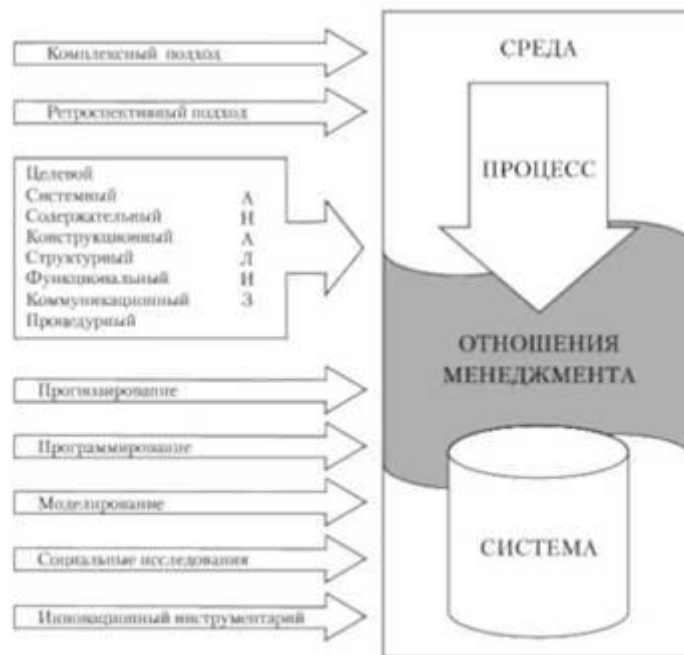 Комплексный подход
Ретроспективный подход
Целевой
Системный А
Содержательный Н
Конструкционный А
Структурный Л
Функциональный И
Коммуникационный З
Процедурный
Прогнозирование
Программирование
Моделирование
Социальные исследования
Инновационный инструментарий
СРЕДА
ПРОЦЕСС
ОТНОШЕНИЯ
МЕНЕДЖМЕНТА
СИСТЕМА